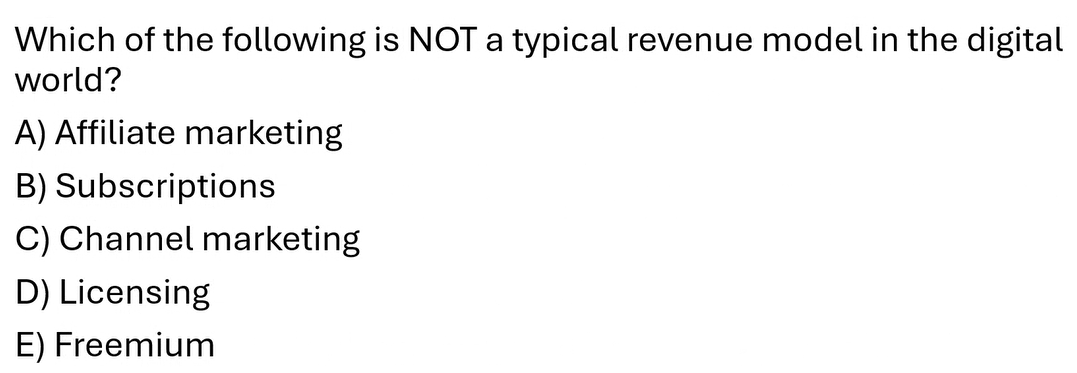 Which of the following is NOT a typical revenue model in the digital
world?
A) Affiliate marketing
B) Subscriptions
C) Channel marketing
D) Licensing
E) Freemium